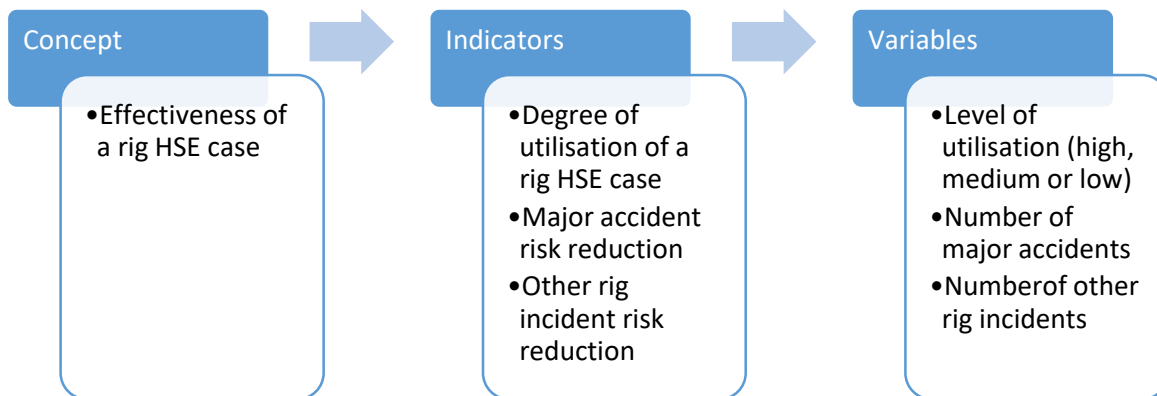 Concept
•Effectiveness of
a rig HSE case
Indicators
•Degree of
utilisation of a
rig HSE case
•Major accident
risk reduction
•Other rig
incident risk
reduction
Variables
•Level of
utilisation (high,
medium or low)
•Number of
major accidents
•Numberof other
rig incidents